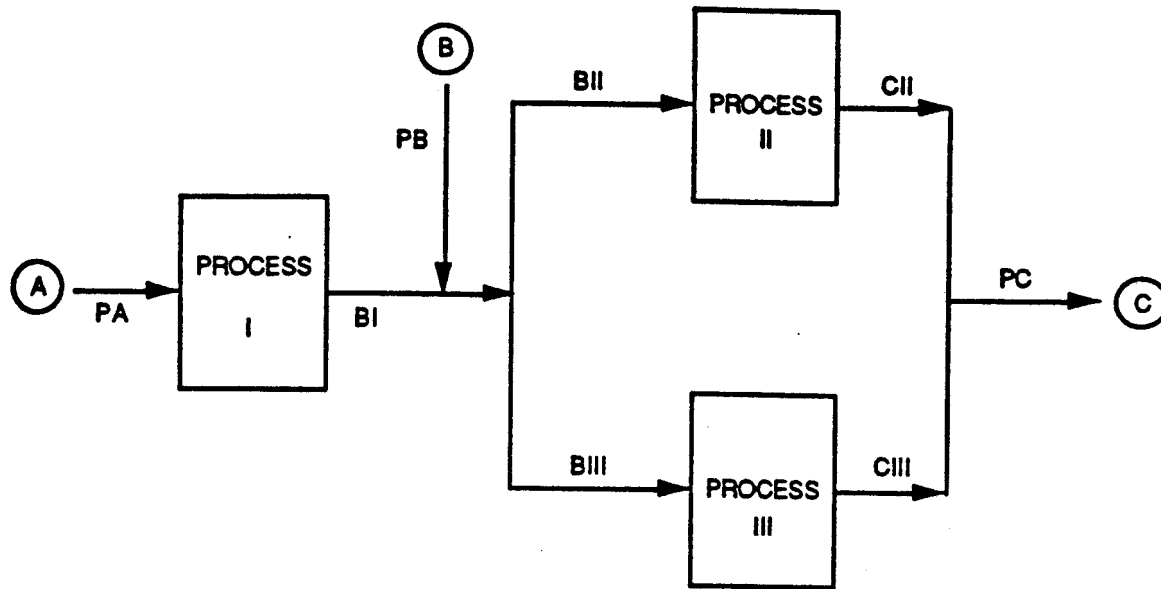 B
BII
PROCESS
II
CII
PB
A
PA
PROCESS
I
BI
PC
C
BIII
PROCESS
III
CIII